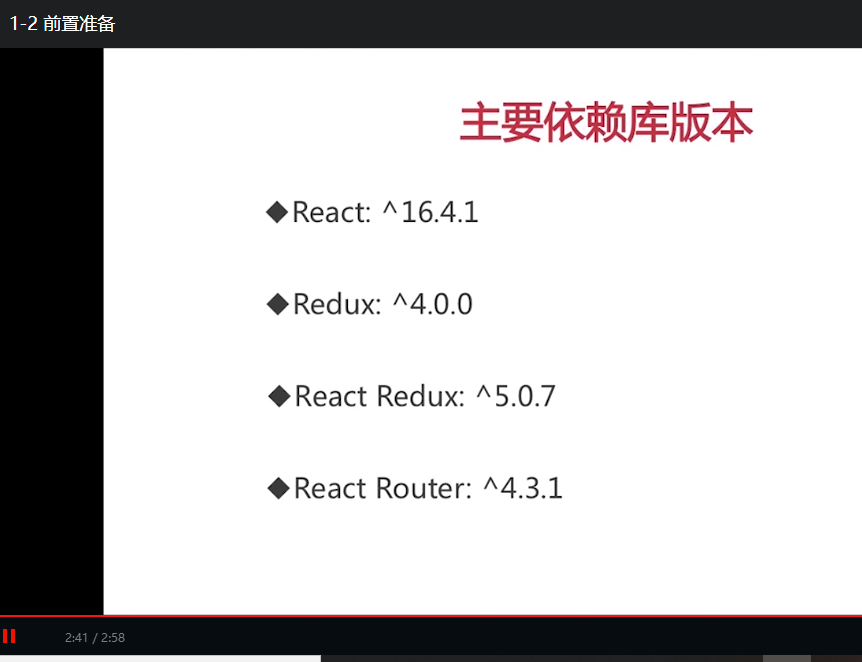 1-2 前置准备
主要依赖库版本
◆React: ^16.4.1
◆Redux: ^4.0.0
◆React Redux: ^5.0.7
◆React Router: ^4.3.1
2:41 / 2:58